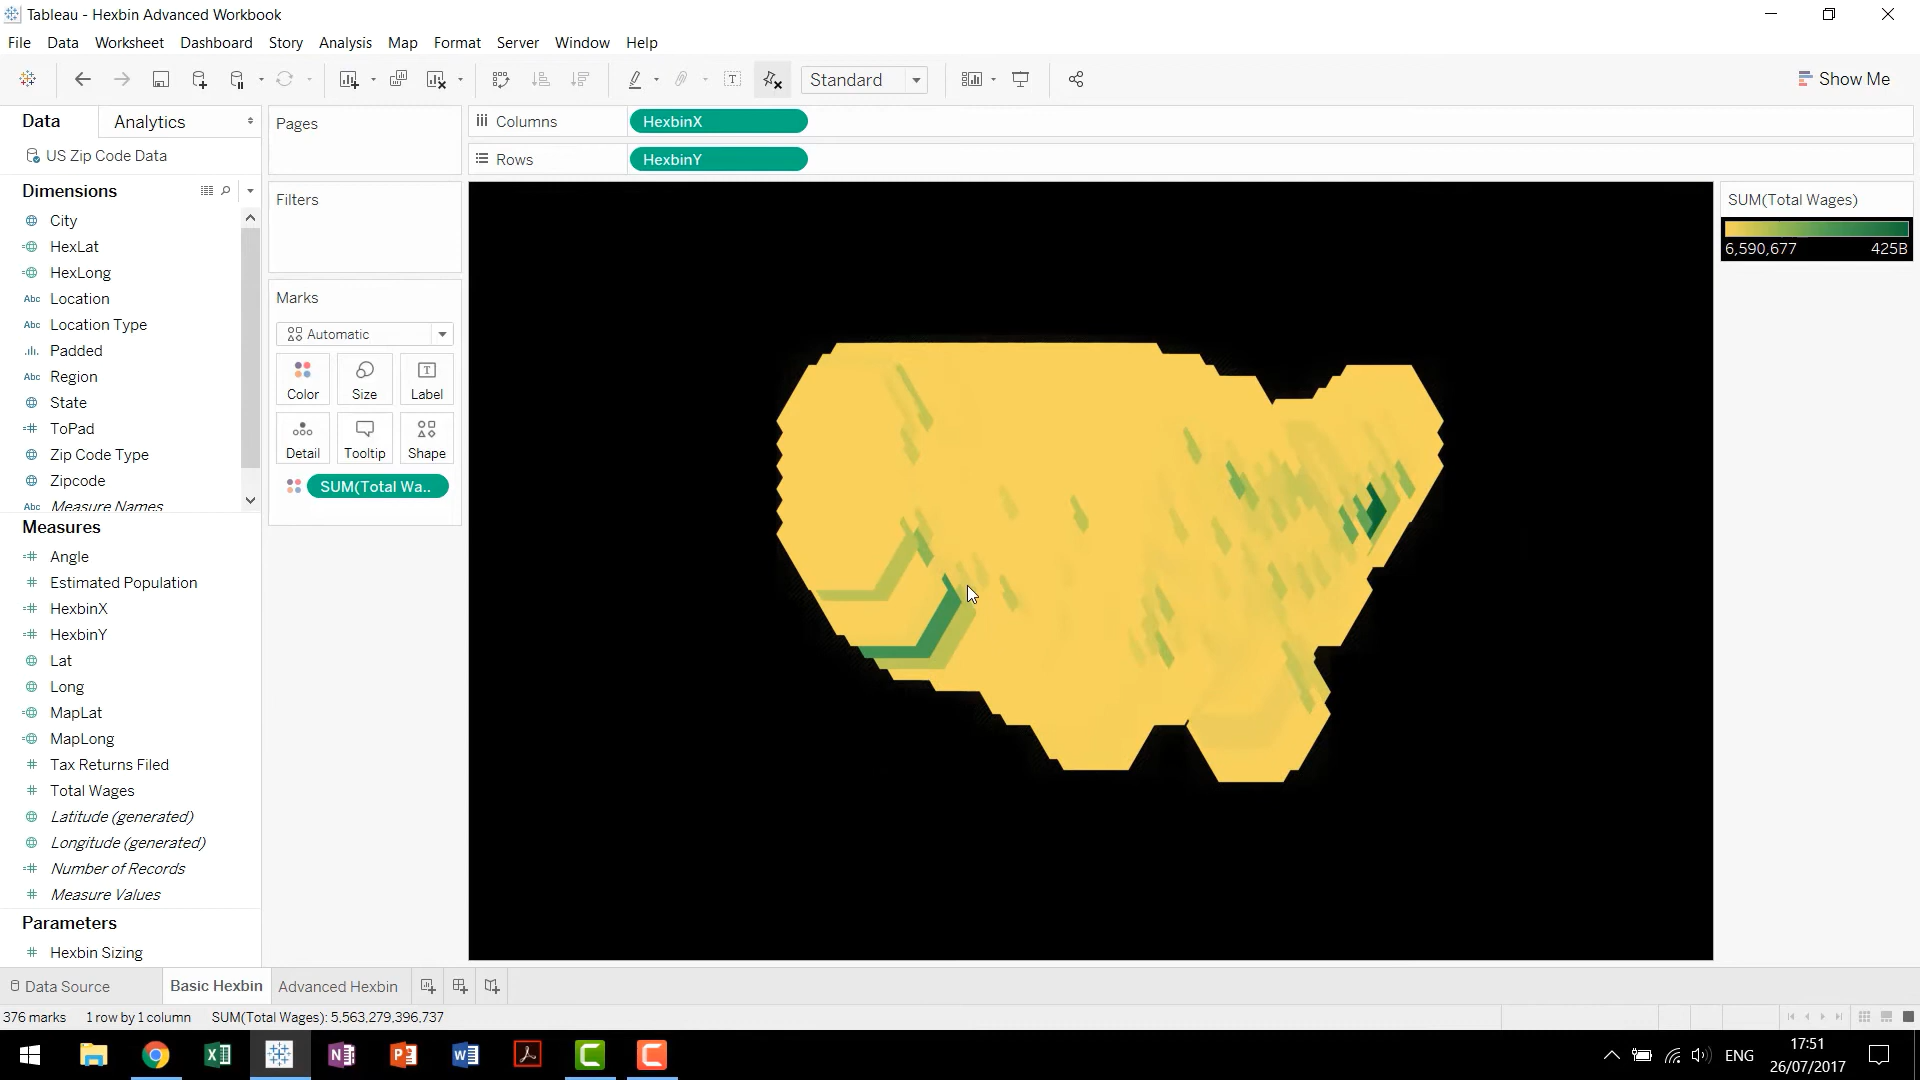 Tableau - Hexbin Advanced Workbook
File Data Worksheet Dashboard Story Analysis Map Format Server Window Help
Standard
Show Me
Data Analytics
US Zip Code Data
Dimensions
City
HexLat
HexLong
Abc Location
Abc Location Type
Padded
Abc Region
State
ToPad
Zip Code Type
Zipcode
Abc Measure Names
Measures
Angle
Estimated Population
HexbinX
HexbinY
Lat
Long
MapLat
MapLong
Tax Returns Filed
Total Wages
Latitude (generated)
Longitude (generated)
Number of Records
Measure Values
Parameters
Hexbin Sizing
Pages
Filters
Marks
Automatic
Color Size Label
Detail Tooltip Shape
SUM(Total Wa..
Columns HexbinX
Rows HexbinY
SUM(Total Wages)
6,590,677 425B
Data Source Basic Hexbin Advanced Hexbin
376 marks 1 row by 1 column SUM(Total Wages): 5,563,279,396,737
ENG
17:51
26/07/2017